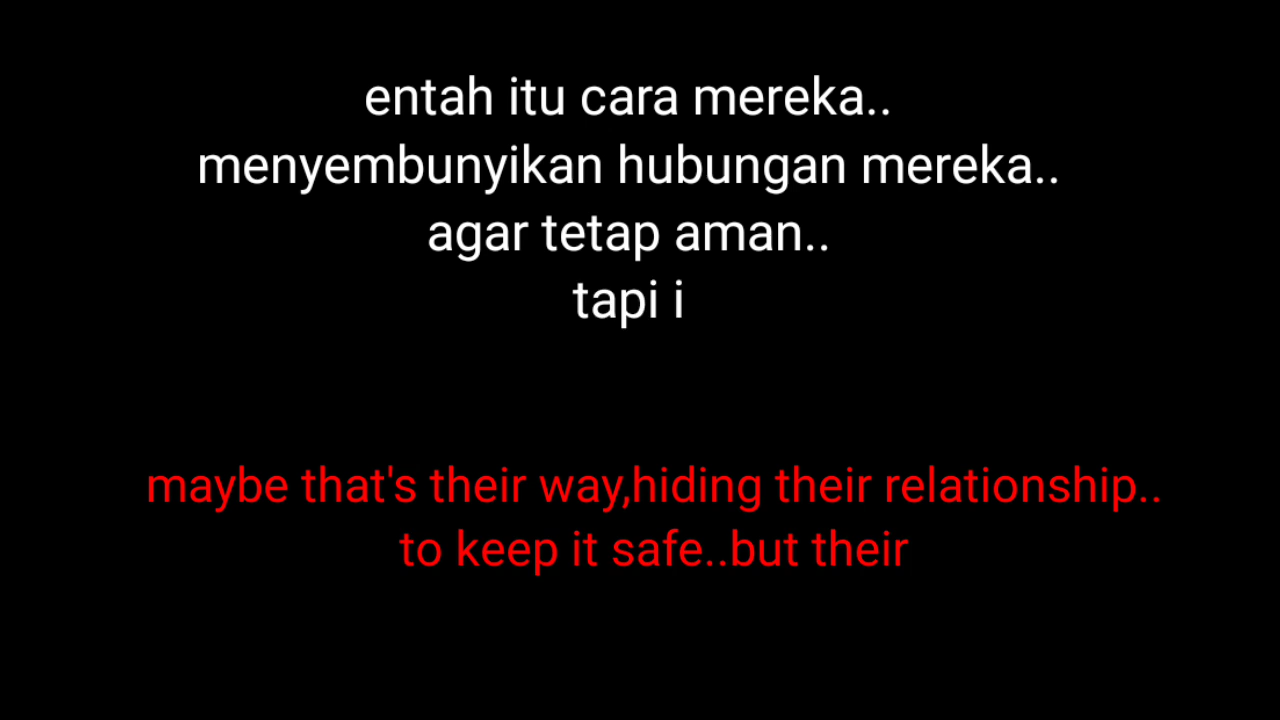 entah itu cara mereka..
menyembunyikan hubungan mereka..
agar tetap aman..
tapi i
maybe that's their way,hiding their relationship..
to keep it safe..but their